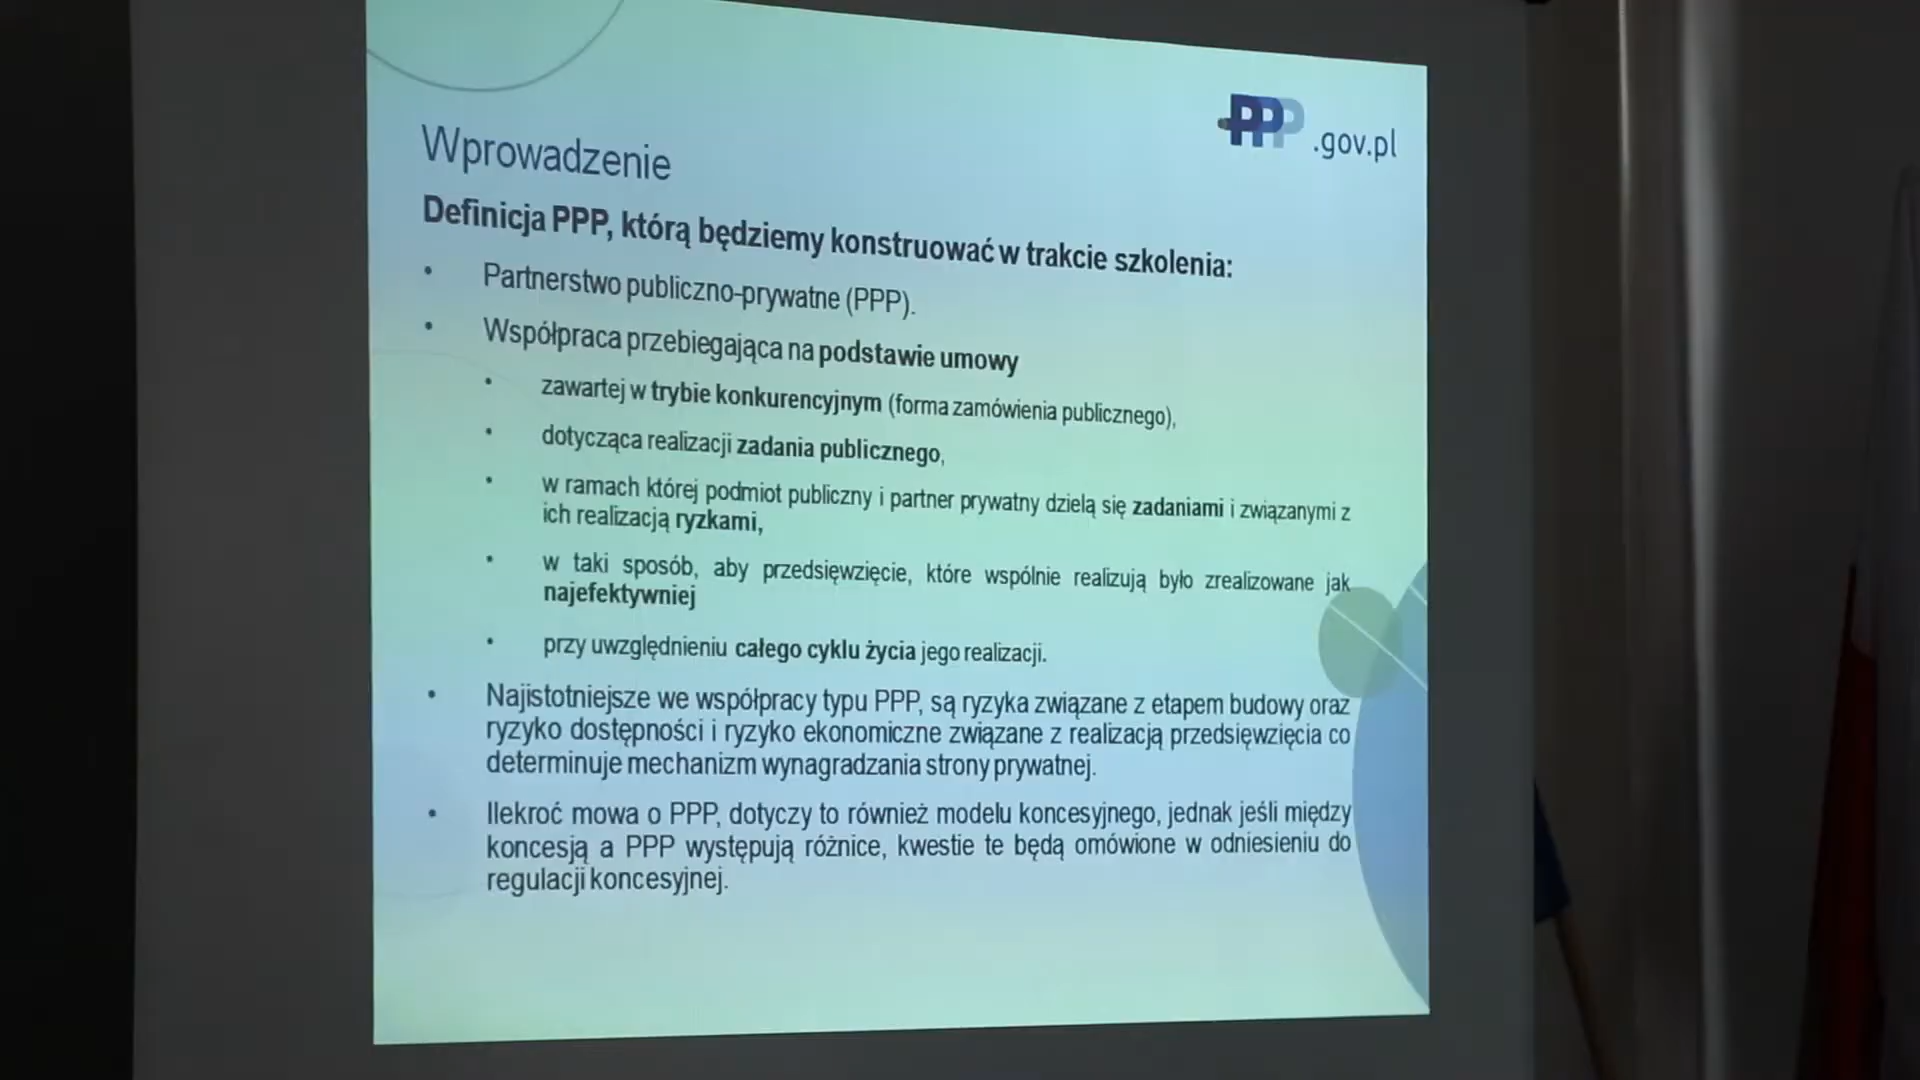 PPP .gov.pl
Wprowadzenie
Definicja PPP, którą będziemy konstruować w trakcie szkolenia:
• Partnerstwo publiczno-prywatne (PPP).
• Współpraca przebiegająca na podstawie umowy
• zawartej w trybie konkurencyjnym (forma zamówienia publicznego),
• dotycząca realizacji zadania publicznego,
• w ramach której podmiot publiczny i partner prywatny dzielą się zadaniami i związanymi z
ich realizacją ryzkami,
• w taki sposób, aby przedsięwzięcie, które wspólnie realizują było zrealizowane jak
najefektywniej
• przy uwzględnieniu całego cyklu życia jego realizacji.
• Najistotniejsze we współpracy typu PPP, są ryzyka związane z etapem budowy oraz
ryzyko dostępności i ryzyko ekonomiczne związane z realizacją przedsięwzięcia co
determinuje mechanizm wynagradzania strony prywatnej.
• Ilekroć mowa o PPP, dotyczy to również modelu koncesyjnego, jednak jeśli między
koncesją a PPP występują różnice, kwestie te będą omówione w odniesieniu do
regulacji koncesyjnej.